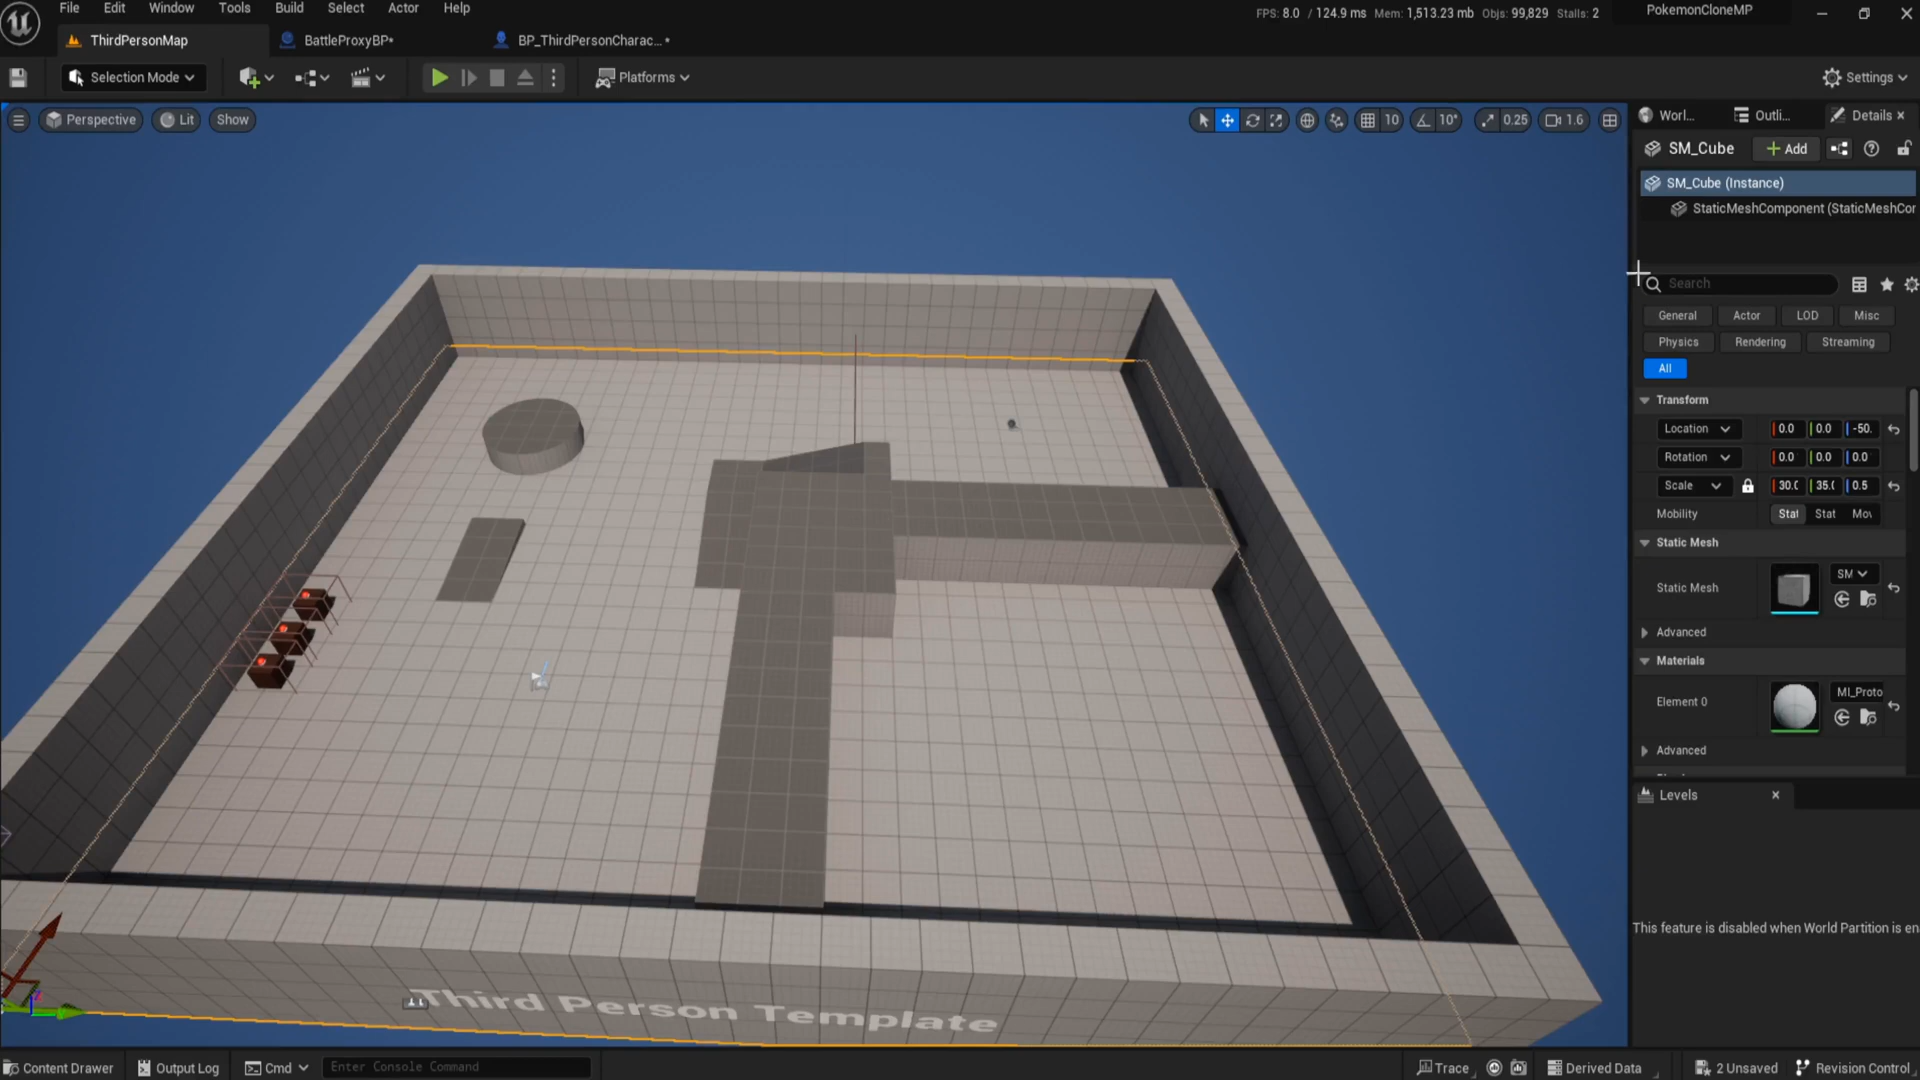 File Edit Window Tools Build Select Actor Help
FPS: 8.0 / 124.9 ms Mem: 1,513.23 mb Objs: 99,829 Stalls: 2
PokemonCloneMP
ThirdPersonMap
BattleProxyBP*
BP_ThirdPersonCharac... *
Selection Mode
Platforms
Settings
Perspective
Lit
Show
10
10°
0.25
1.6
Worl...
Outli...
Details
SM_Cube
Add
SM_Cube (Instance)
StaticMeshComponent (StaticMeshCor
Search
General
Actor
LOD
Misc
Physics
Rendering
Streaming
All
Transform
Location
0.0 0.0 -50.
Rotation
0.0 0.0 0.0
Scale
30.( 35.( 0.5
Mobility
Stat Stat Mov
Static Mesh
Static Mesh
SM
Advanced
Materials
Element 0
MI_Proto
Advanced
Levels
This feature is disabled when World Partition is en
Third Person Template
Content Drawer
Output Log
Cmd
Enter Console Command
Trace
Derived Data
2 Unsaved
Revision Control